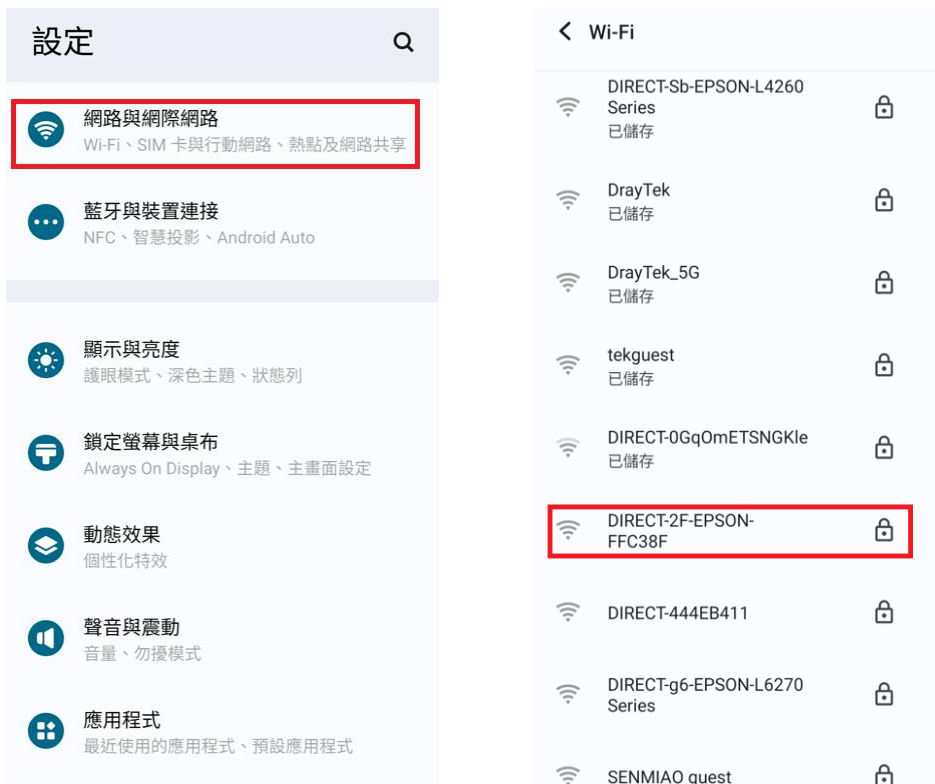 設定
網路與網際網路
Wi-Fi、SIM 卡與行動網路、熱點及網路共享
藍牙與裝置連接
NFC、智慧投影、Android Auto
顯示與亮度
護眼模式、深色主題、狀態列
鎖定螢幕與桌布
Always On Display、主題、主畫面設定
動態效果
個性化特效
聲音與震動
音量、勿擾模式
應用程式
最近使用的應用程式、預設應用程式
Wi-Fi
DIRECT-Sb-EPSON-L4260
Series
已儲存
DrayTek
已儲存
DrayTek_5G
已儲存
tekguest
已儲存
DIRECT-0GqOmETSNGKle
已儲存
DIRECT-2F-EPSON-
FFC38F
DIRECT-444EB411
DIRECT-g6-EPSON-L6270
Series
SENMIAO guest